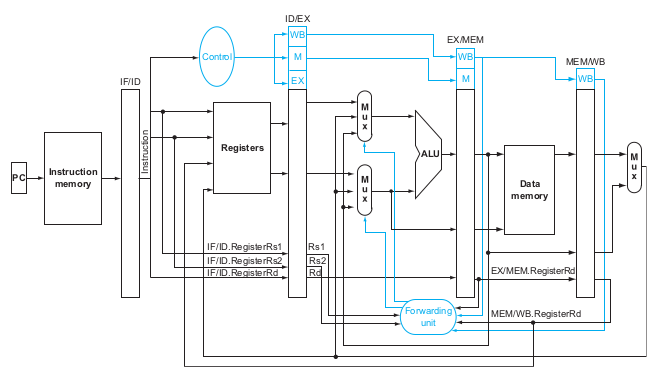 ID/EX
WB
EX/MEM
Control
M
WB
MEM/WB
IF/ID
EX
M
WB
Mux
Instruction
Registers
ALU
Mux
PC
Instruction memory
Mux
Data memory
IF/ID.RegisterRs1
Rs1
IF/ID.RegisterRs2
Rs2
IF/ID.RegisterRd
Rd
EX/MEM.RegisterRd
Forwarding unit
MEM/WB.RegisterRd